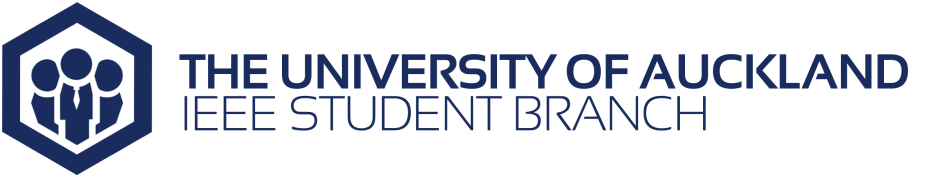 THE UNIVERSITY OF AUCKLAND
IEEE STUDENT BRANCH